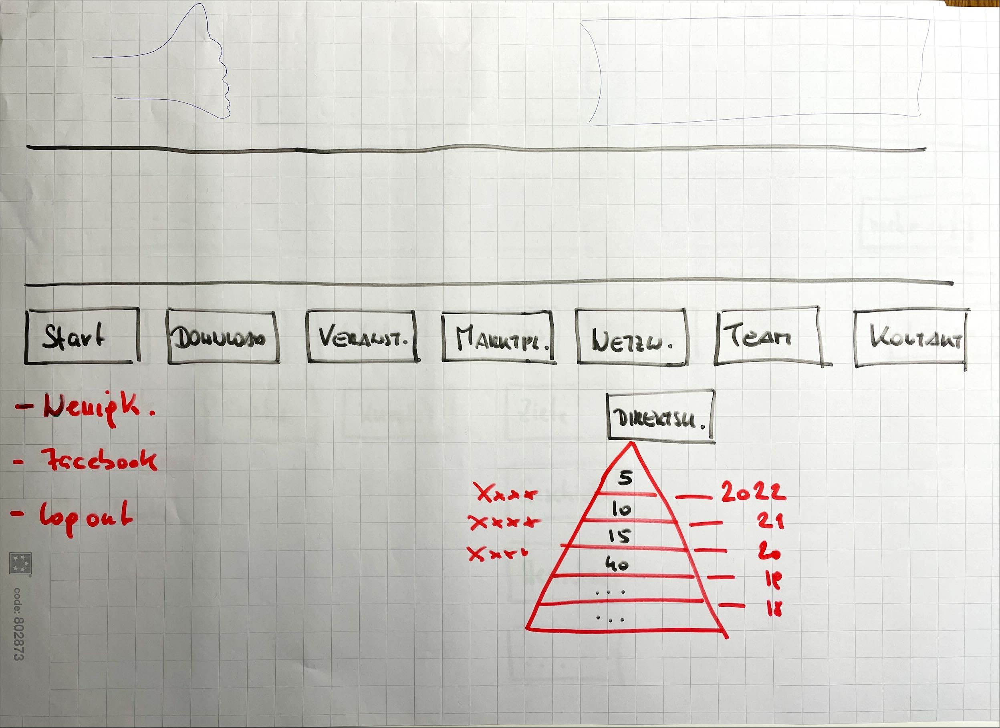 Start DOWNLOAD VERANST. MARKTPL. NETZW. TEAM KONTAKT
- Neuigk.
- Facebook
- Logout
DIREKTSU.
5
Xxxx — 2022
10
xxxx — 21
15
Xxxx — 20
40
— 19
...
— 18
...
code: 802873